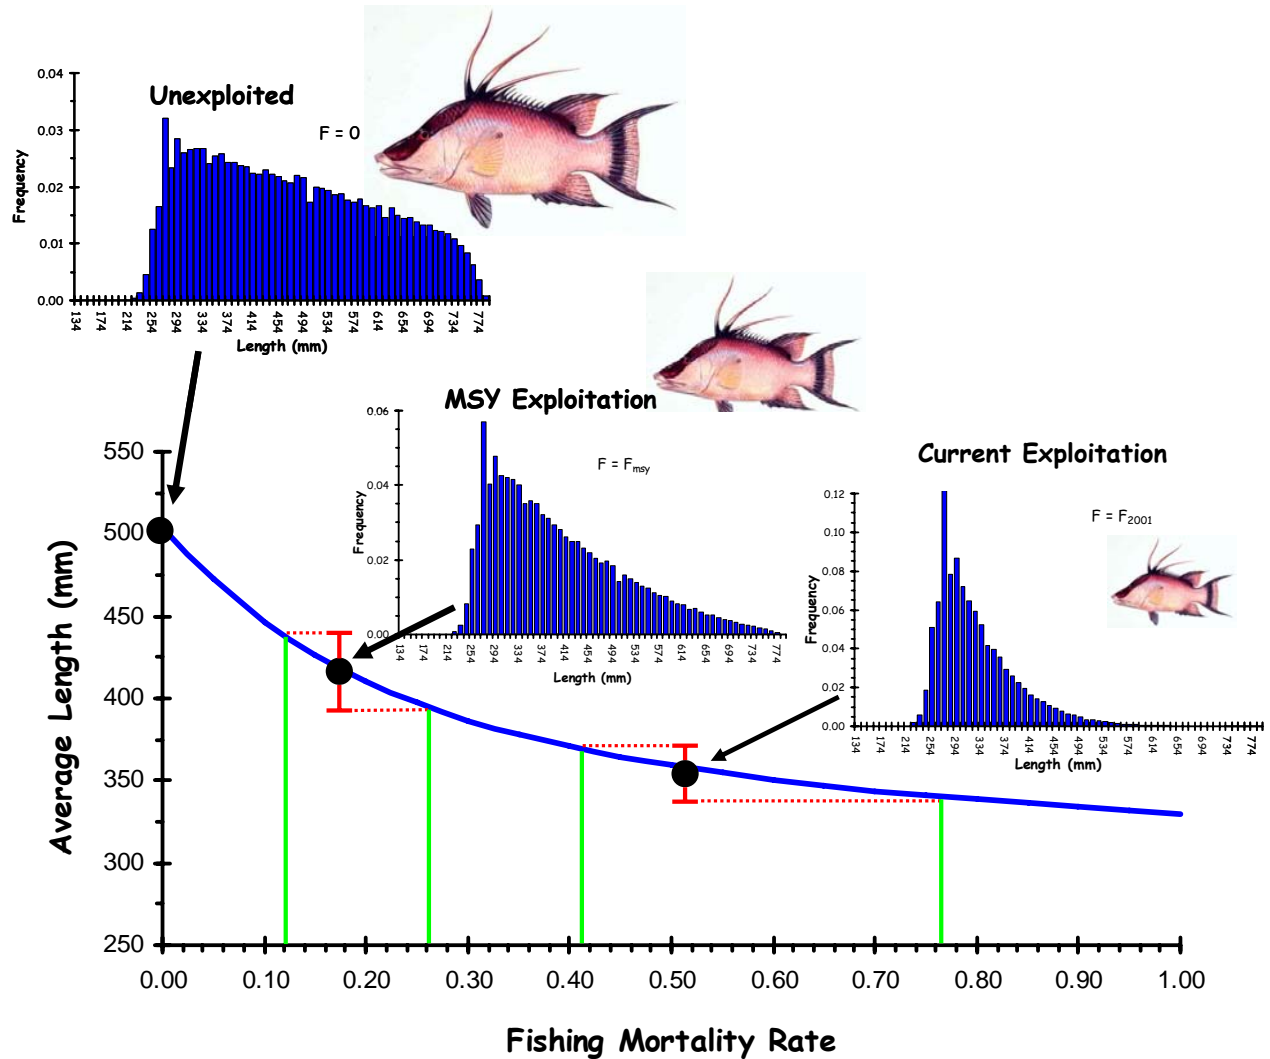 Unexploited
F = 0
0.04
0.03
0.02
0.01
0.00
Frequency
134 174 214 254 294 334 374 414 454 494 534 574 614 654 694 734 774
Length (mm)
MSY Exploitation
F = Fmsy
0.06
0.04
0.02
0.00
Frequency
134 174 214 254 294 334 374 414 454 494 534 574 614 654 694 734 774
Length (mm)
Current Exploitation
F = F2001
0.12
0.10
0.08
0.06
0.04
0.02
0.00
Frequency
134 174 214 254 294 334 374 414 454 494 534 574 614 654 694 734 774
Length (mm)
550
500
450
400
350
300
250
Average Length (mm)
0.00 0.10 0.20 0.30 0.40 0.50 0.60 0.70 0.80 0.90 1.00
Fishing Mortality Rate